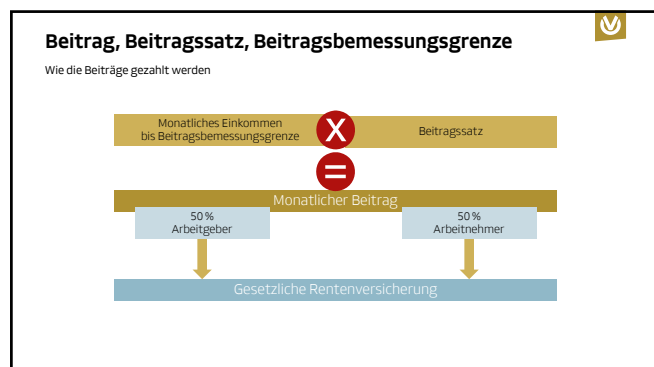 Beitrag, Beitragssatz, Beitragsbemessungsgrenze
Wie die Beiträge gezahlt werden
Monatliches Einkommen
bis Beitragsbemessungsgrenze
X
Beitragssatz
=
Monatlicher Beitrag
50 %
Arbeitgeber
50 %
Arbeitnehmer
Gesetzliche Rentenversicherung